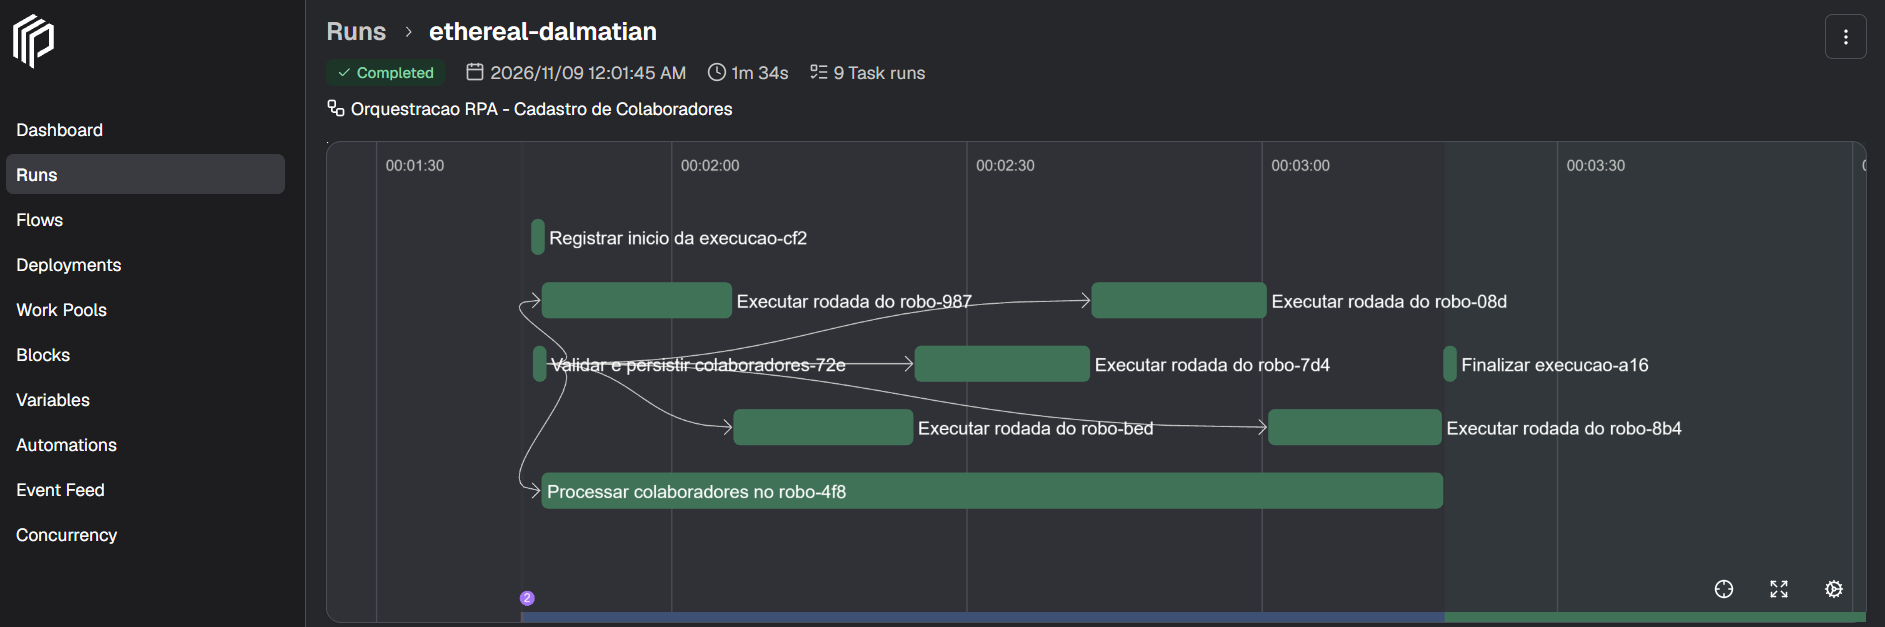 Runs > ethereal-dalmatian
Completed 2026/11/09 12:01:45 AM 1m 34s 9 Task runs
Orquestracao RPA - Cadastro de Colaboradores
Dashboard
Runs
Flows
Deployments
Work Pools
Blocks
Variables
Automations
Event Feed
Concurrency
00:01:30 00:02:00 00:02:30 00:03:00 00:03:30
Registrar inicio da execucao-cf2
Executar rodada do robo-987 Executar rodada do robo-08d
Validar e persistir colaboradores-72e Executar rodada do robo-7d4 Finalizar execucao-a16
Executar rodada do robo-bed Executar rodada do robo-8b4
Processar colaboradores no robo-4f8
2